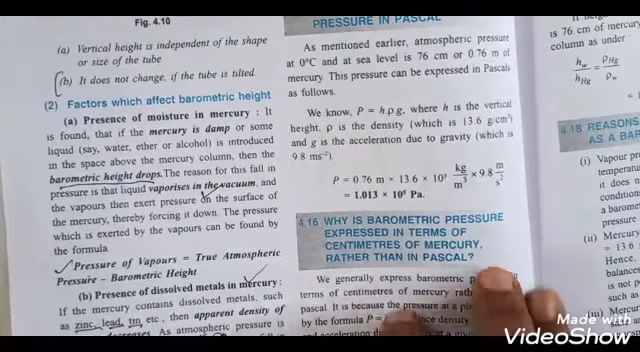 Fig. 4.10
(a) Vertical height is independent of the shape
or size of the tube
(b) It does not change, if the tube is tilted.
(2) Factors which affect barometric height
(a) Presence of moisture in mercury : It
is found, that if the mercury is damp or some
liquid (say, water, ether or alcohol) is introduced
in the space above the mercury column, then the
barometric height drops. The reason for this fall in
pressure is that liquid vaporises in the vacuum, and
the vapours then exert pressure on the surface of
the mercury, thereby forcing it down. The pressure
which is exerted by the vapours can be found by
the formula
Pressure of Vapours = True Atmospheric
Pressure – Barometric Height
(b) Presence of dissolved metals in mercury :
If the mercury contains dissolved metals, such
as zinc, lead, tin etc., then apparent density of
As atmospheric pressure is
PRESSURE IN PASCAL
As mentioned earlier, atmospheric pressure
at 0°C and at sea level is 76 cm or 0.76 m of
mercury. This pressure can be expressed in Pascals
as follows.
We know, P = h.ρ.g, where h is the vertical
height, ρ is the density (which is 13.6 g/cm³)
and g is the acceleration due to gravity (which is
9.8 ms⁻²).
P = 0.76 m × 13.6 × 10³ kg/m³ × 9.8 m/s²
= 1.013 × 10⁵ Pa.
4.16 WHY IS BAROMETRIC PRESSURE
EXPRESSED IN TERMS OF
CENTIMETRES OF MERCURY,
RATHER THAN IN PASCAL?
We generally express barometric
terms of centimetres of mercury
pascal. It is because the pressure at a
by the formula P = density
and acceleration
is 76 cm of mercury
column as under
h_w / h_Hg = ρ_Hg / ρ_w
4.18 REASONS
AS A
(i) Vapour
it does
condition
a
pressure
(ii) Mercury
= 13.6
Hence,
is not
such as
(iii) Mercury
Made with
VideoShow